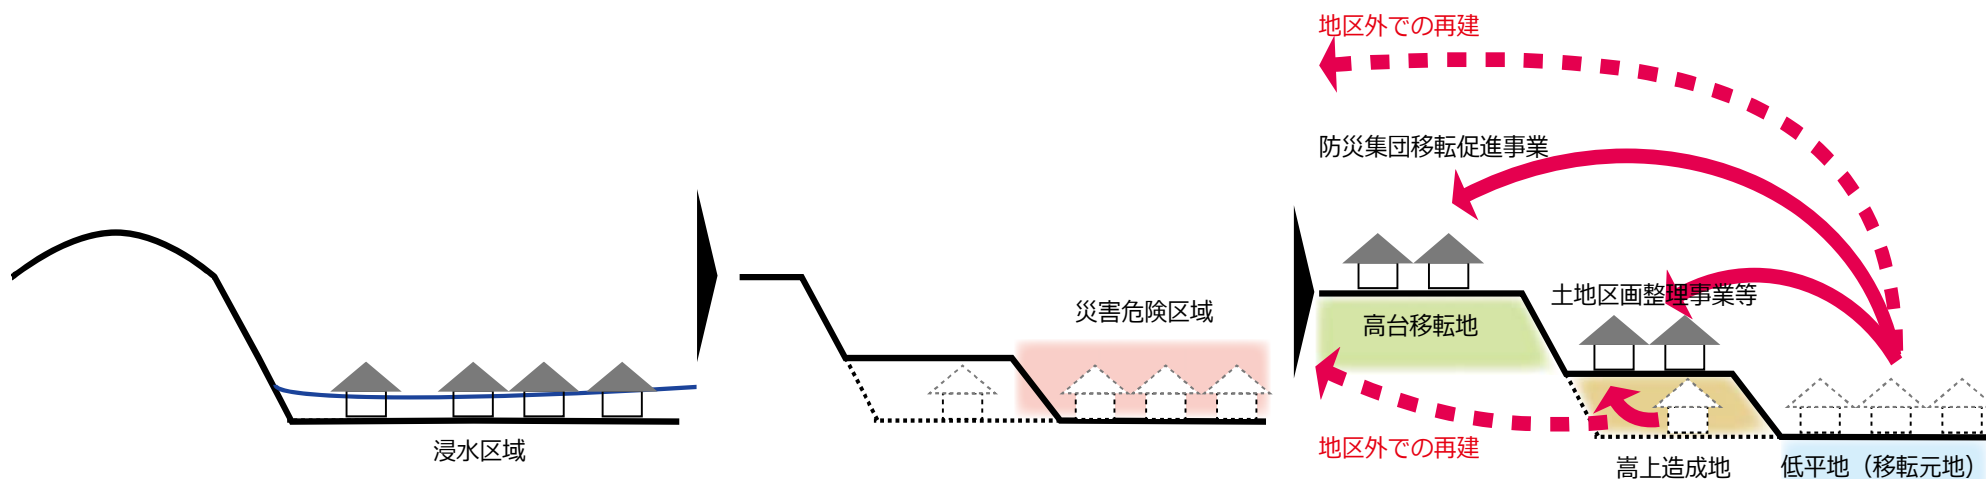 浸水区域
災害危険区域
地区外での再建
防災集団移転促進事業
土地区画整理事業等
高台移転地
地区外での再建
嵩上造成地
低平地（移転元地）